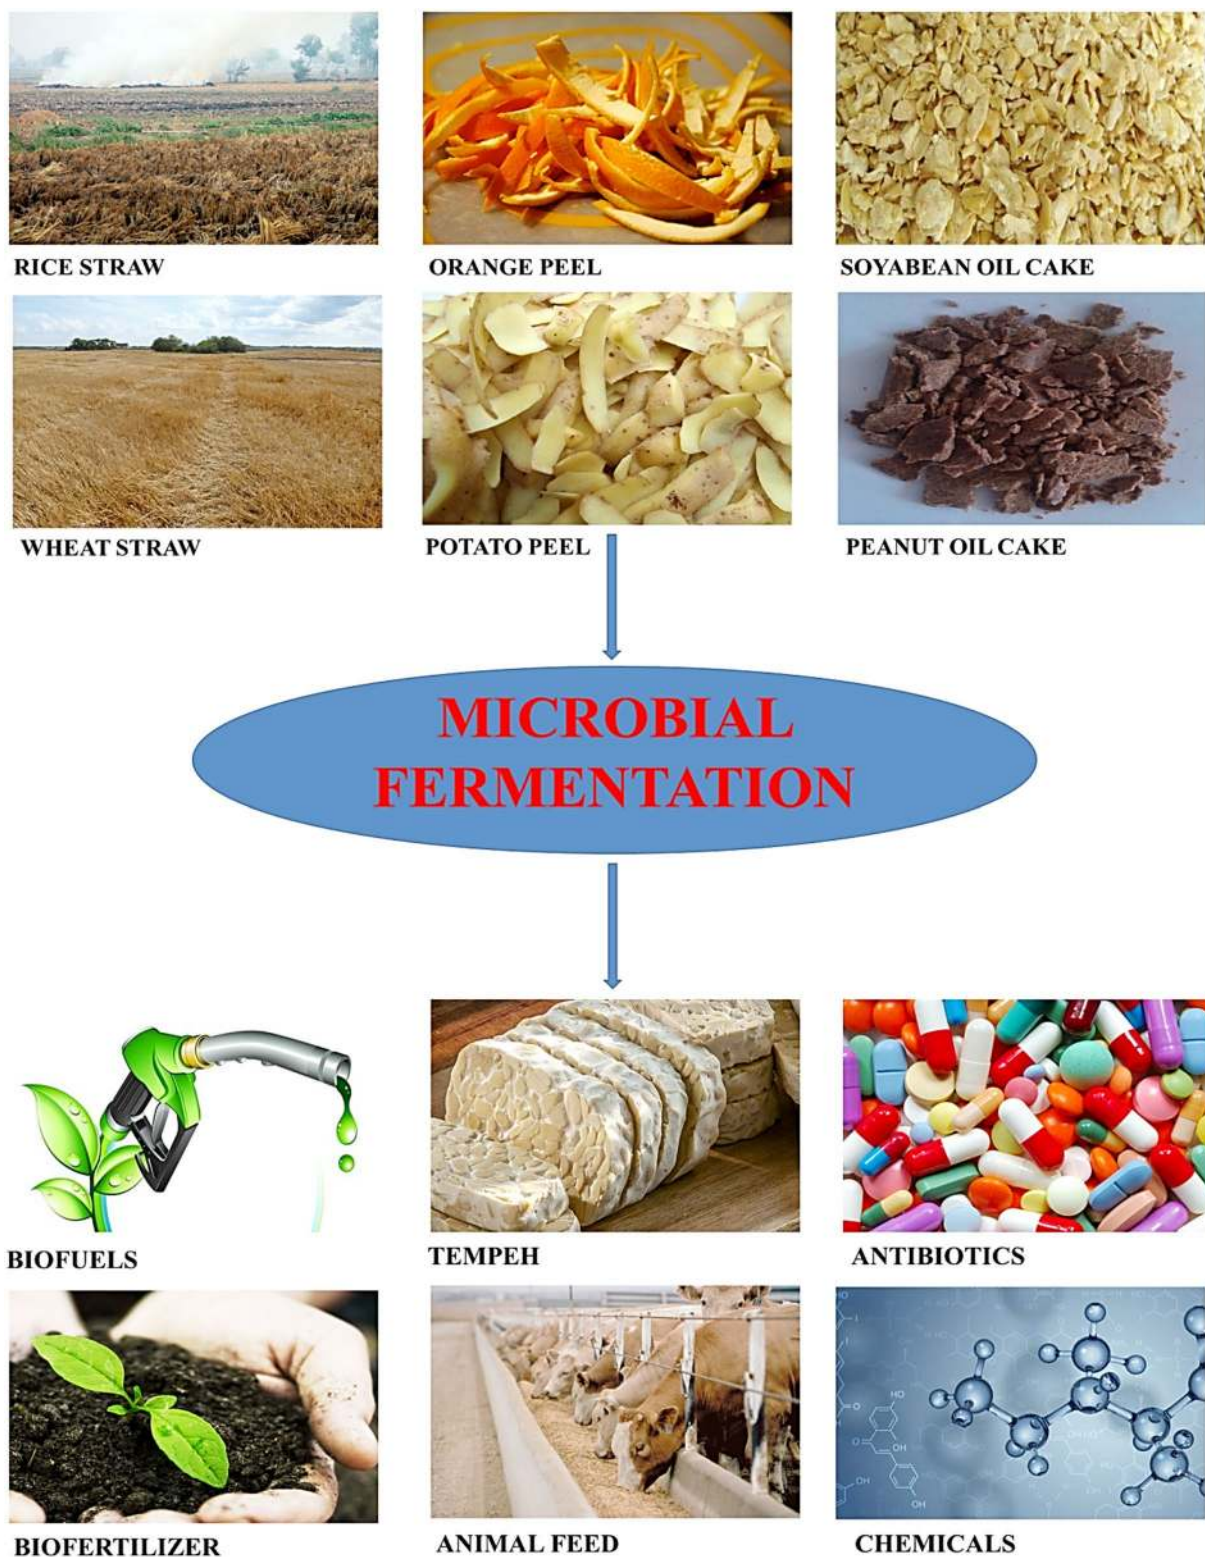 RICE STRAW
ORANGE PEEL
SOYABEAN OIL CAKE
WHEAT STRAW
POTATO PEEL
PEANUT OIL CAKE
MICROBIAL
FERMENTATION
BIOFUELS
TEMPEH
ANTIBIOTICS
BIOFERTILIZER
ANIMAL FEED
CHEMICALS